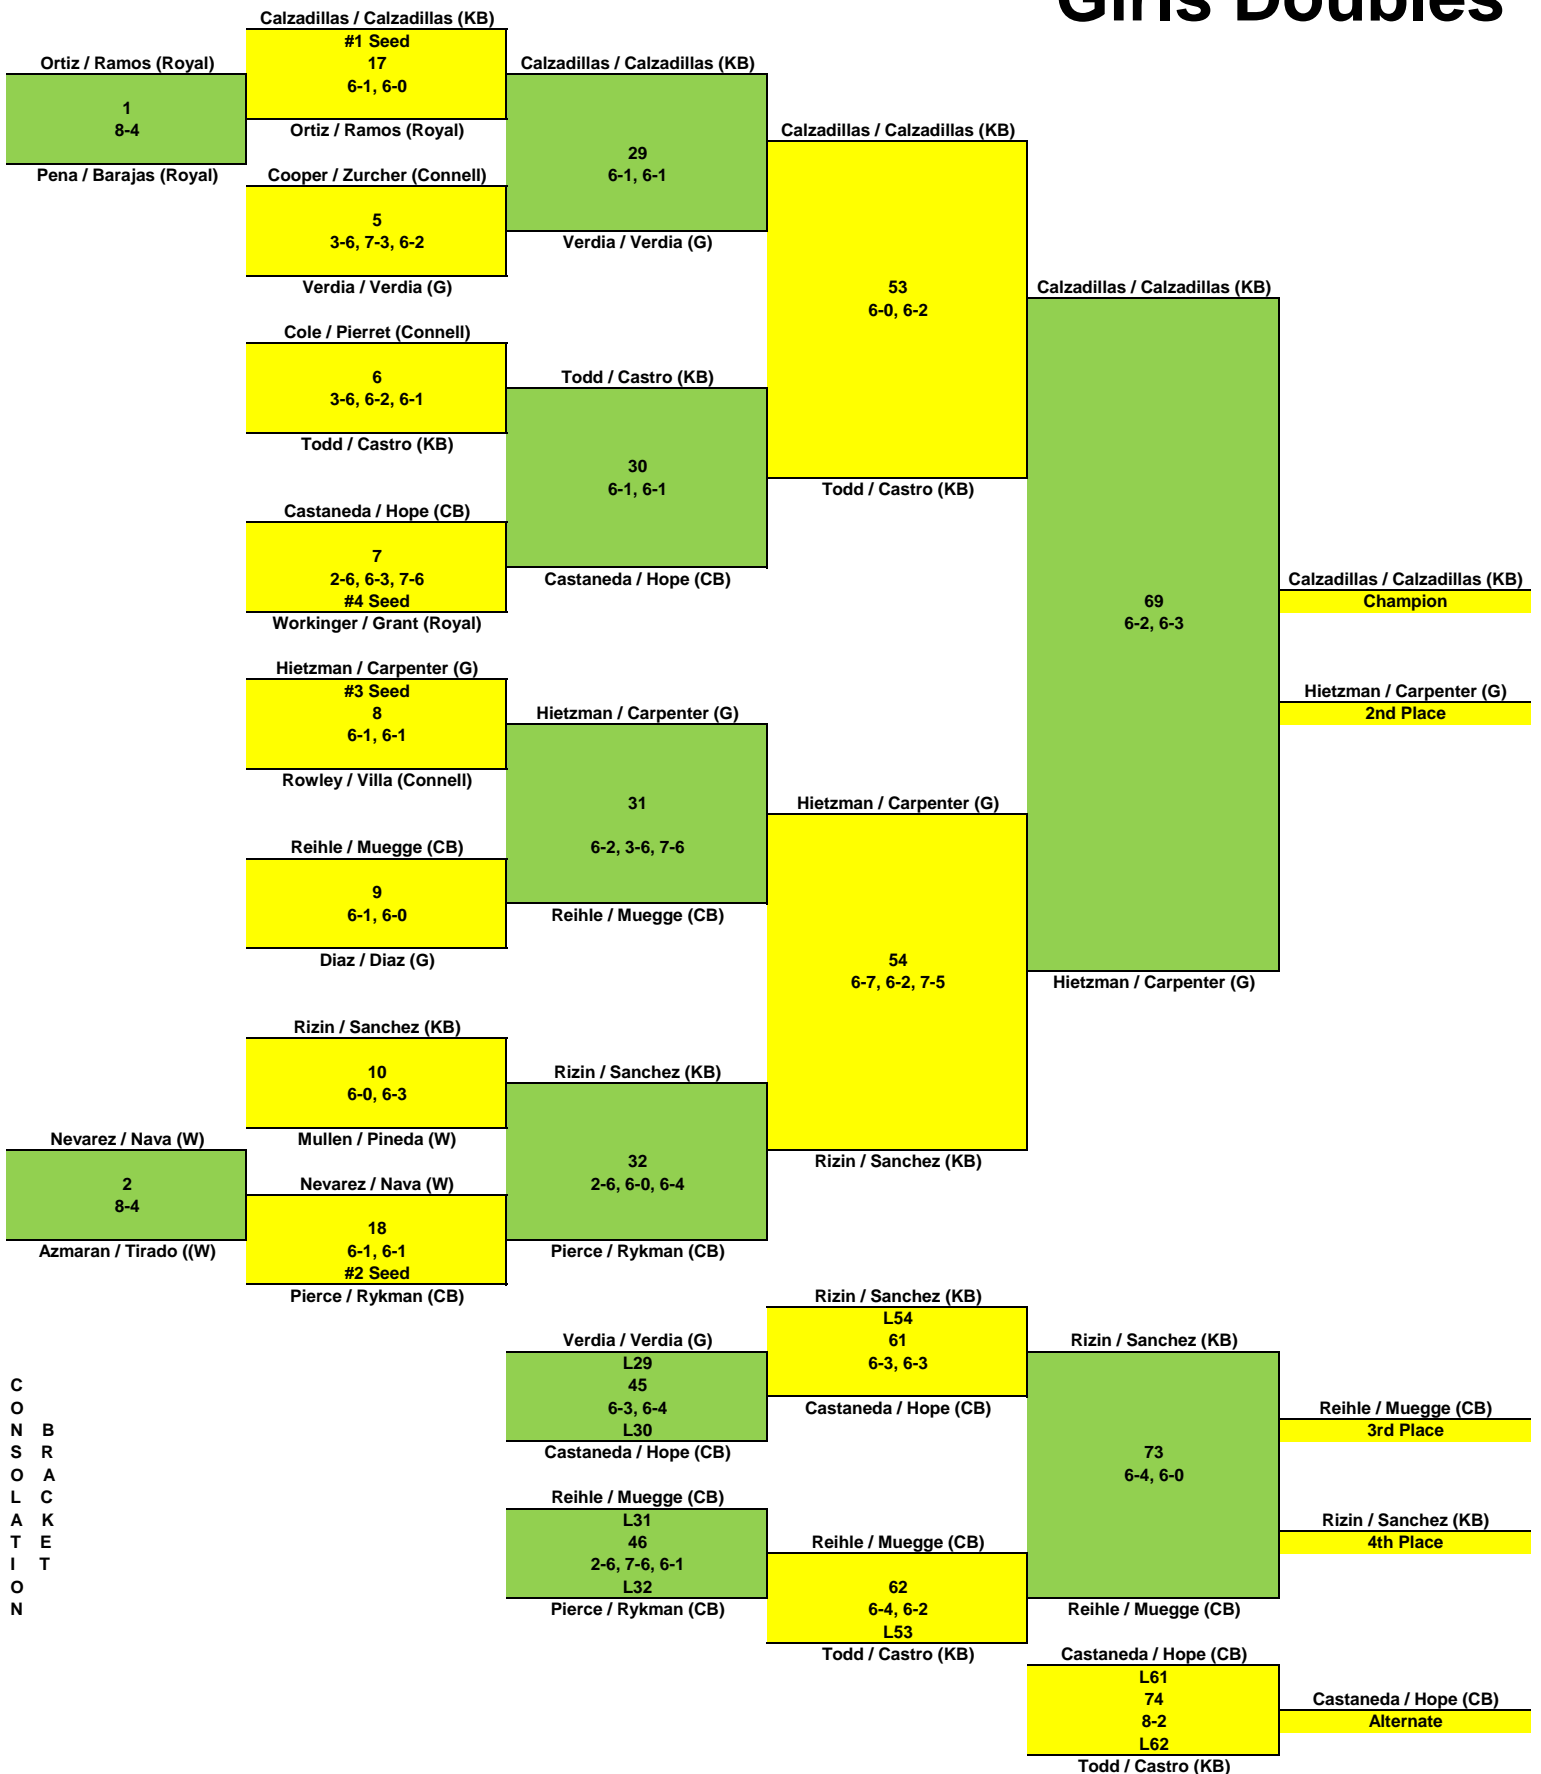 Girls Doubles
Calzadillas / Calzadillas (KB)
#1 Seed
Ortiz / Ramos (Royal)
17
Calzadillas / Calzadillas (KB)
6-1, 6-0
1
8-4
Ortiz / Ramos (Royal)
Calzadillas / Calzadillas (KB)
29
6-1, 6-1
Pena / Barajas (Royal)
Cooper / Zurcher (Connell)
5
3-6, 7-3, 6-2
Verdia / Verdia (G)
Verdia / Verdia (G)
53
6-0, 6-2
Calzadillas / Calzadillas (KB)
Cole / Pierret (Connell)
6
3-6, 6-2, 6-1
Todd / Castro (KB)
Todd / Castro (KB)
30
6-1, 6-1
Todd / Castro (KB)
Castaneda / Hope (CB)
7
2-6, 6-3, 7-6
#4 Seed
Castaneda / Hope (CB)
Workinger / Grant (Royal)
69
6-2, 6-3
Calzadillas / Calzadillas (KB)
Champion
Hietzman / Carpenter (G)
#3 Seed
8
6-1, 6-1
Hietzman / Carpenter (G)
Hietzman / Carpenter (G)
2nd Place
Rowley / Villa (Connell)
31
6-2, 3-6, 7-6
Hietzman / Carpenter (G)
Reihle / Muegge (CB)
9
6-1, 6-0
Reihle / Muegge (CB)
Diaz / Diaz (G)
54
6-7, 6-2, 7-5
Hietzman / Carpenter (G)
Rizin / Sanchez (KB)
10
6-0, 6-3
Rizin / Sanchez (KB)
Nevarez / Nava (W)
Mullen / Pineda (W)
32
2-6, 6-0, 6-4
Rizin / Sanchez (KB)
2
8-4
Nevarez / Nava (W)
18
6-1, 6-1
#2 Seed
Azmaran / Tirado ((W)
Pierce / Rykman (CB)
Pierce / Rykman (CB)
Rizin / Sanchez (KB)
L54
61
6-3, 6-3
Verdia / Verdia (G)
L29
45
6-3, 6-4
L30
Castaneda / Hope (CB)
Castaneda / Hope (CB)
Rizin / Sanchez (KB)
73
6-4, 6-0
Reihle / Muegge (CB)
3rd Place
Reihle / Muegge (CB)
L31
46
2-6, 7-6, 6-1
L32
Pierce / Rykman (CB)
Reihle / Muegge (CB)
62
6-4, 6-2
L53
Todd / Castro (KB)
Reihle / Muegge (CB)
Rizin / Sanchez (KB)
4th Place
CONSOLATION
BRACKET
Castaneda / Hope (CB)
L61
74
8-2
L62
Todd / Castro (KB)
Castaneda / Hope (CB)
Alternate